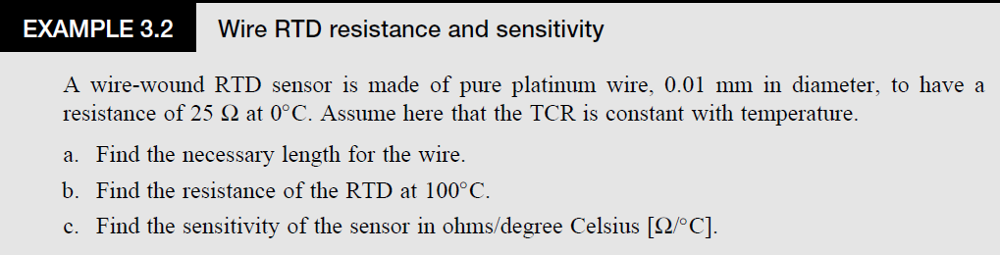 EXAMPLE 3.2 Wire RTD resistance and sensitivity
A wire-wound RTD sensor is made of pure platinum wire, 0.01 mm in diameter, to have a
resistance of 25 Ω at 0°C. Assume here that the TCR is constant with temperature.
a. Find the necessary length for the wire.
b. Find the resistance of the RTD at 100°C.
c. Find the sensitivity of the sensor in ohms/degree Celsius [Ω/°C].